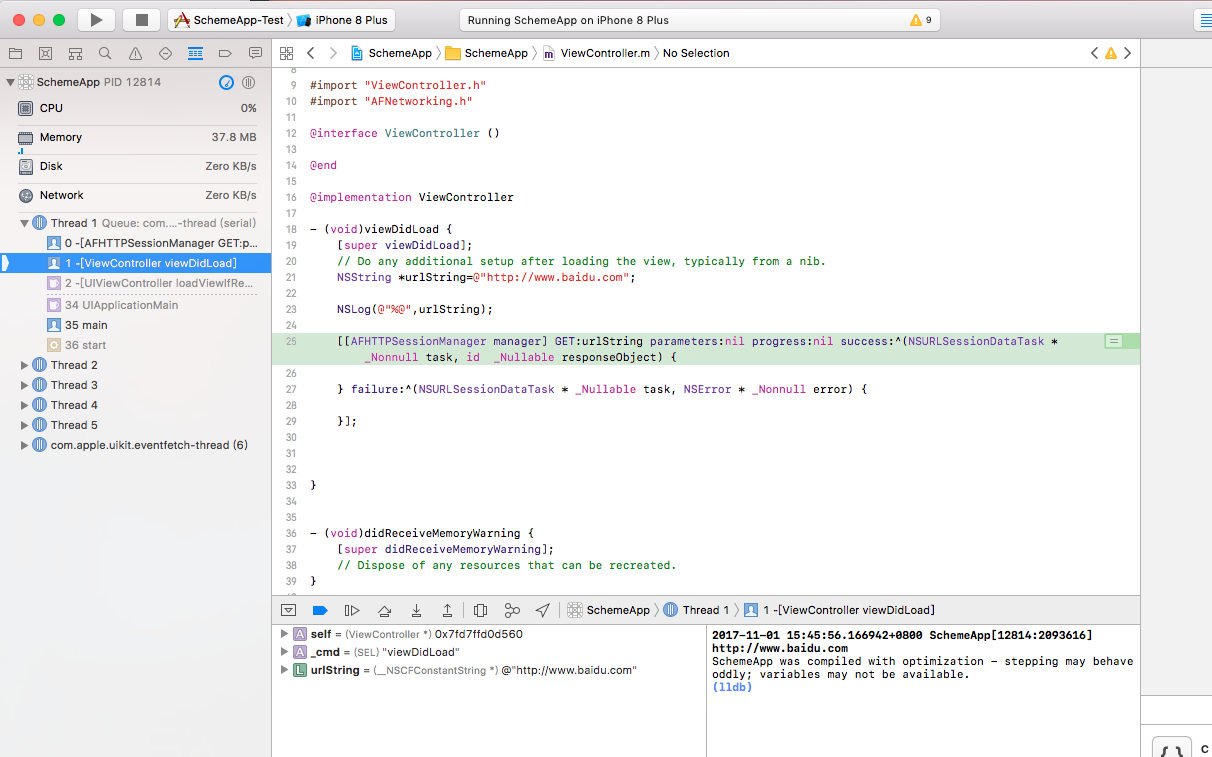 SchemeApp-Test 〉 iPhone 8 Plus
Running SchemeApp on iPhone 8 Plus
9
SchemeApp 〉 SchemeApp 〉 m ViewController.m 〉 No Selection
SchemeApp PID 12814
CPU 0%
Memory 37.8 MB
Disk Zero KB/s
Network Zero KB/s
Thread 1 Queue: com....-thread (serial)
0 -[AFHTTPSessionManager GET:p...
1 -[ViewController viewDidLoad]
2 -[UIViewController loadViewIfRe...
34 UIApplicationMain
35 main
36 start
Thread 2
Thread 3
Thread 4
Thread 5
com.apple.uikit.eventfetch-thread (6)
8
9 #import "ViewController.h"
10 #import "AFNetworking.h"
11
12 @interface ViewController ()
13
14 @end
15
16 @implementation ViewController
17
18 - (void)viewDidLoad {
19 [super viewDidLoad];
20 // Do any additional setup after loading the view, typically from a nib.
21 NSString *urlString=@"http://www.baidu.com";
22
23 NSLog(@"%@",urlString);
24
25 [[AFHTTPSessionManager manager] GET:urlString parameters:nil progress:nil success:^(NSURLSessionDataTask *
_Nonnull task, id  _Nullable responseObject) {
26
27 } failure:^(NSURLSessionDataTask * _Nullable task, NSError * _Nonnull error) {
28
29 }];
30
31
32
33 }
34
35
36 - (void)didReceiveMemoryWarning {
37 [super didReceiveMemoryWarning];
38 // Dispose of any resources that can be recreated.
39 }
SchemeApp 〉 Thread 1 〉 1 -[ViewController viewDidLoad]
A self = (ViewController *) 0x7fd7ffd0d560
A _cmd = (SEL) "viewDidLoad"
L urlString = (__NSCFConstantString *) @"http://www.baidu.com"
2017-11-01 15:45:56.166942+0800 SchemeApp[12814:2093616]
http://www.baidu.com
SchemeApp was compiled with optimization - stepping may behave
oddly; variables may not be available.
(lldb)
{ } C